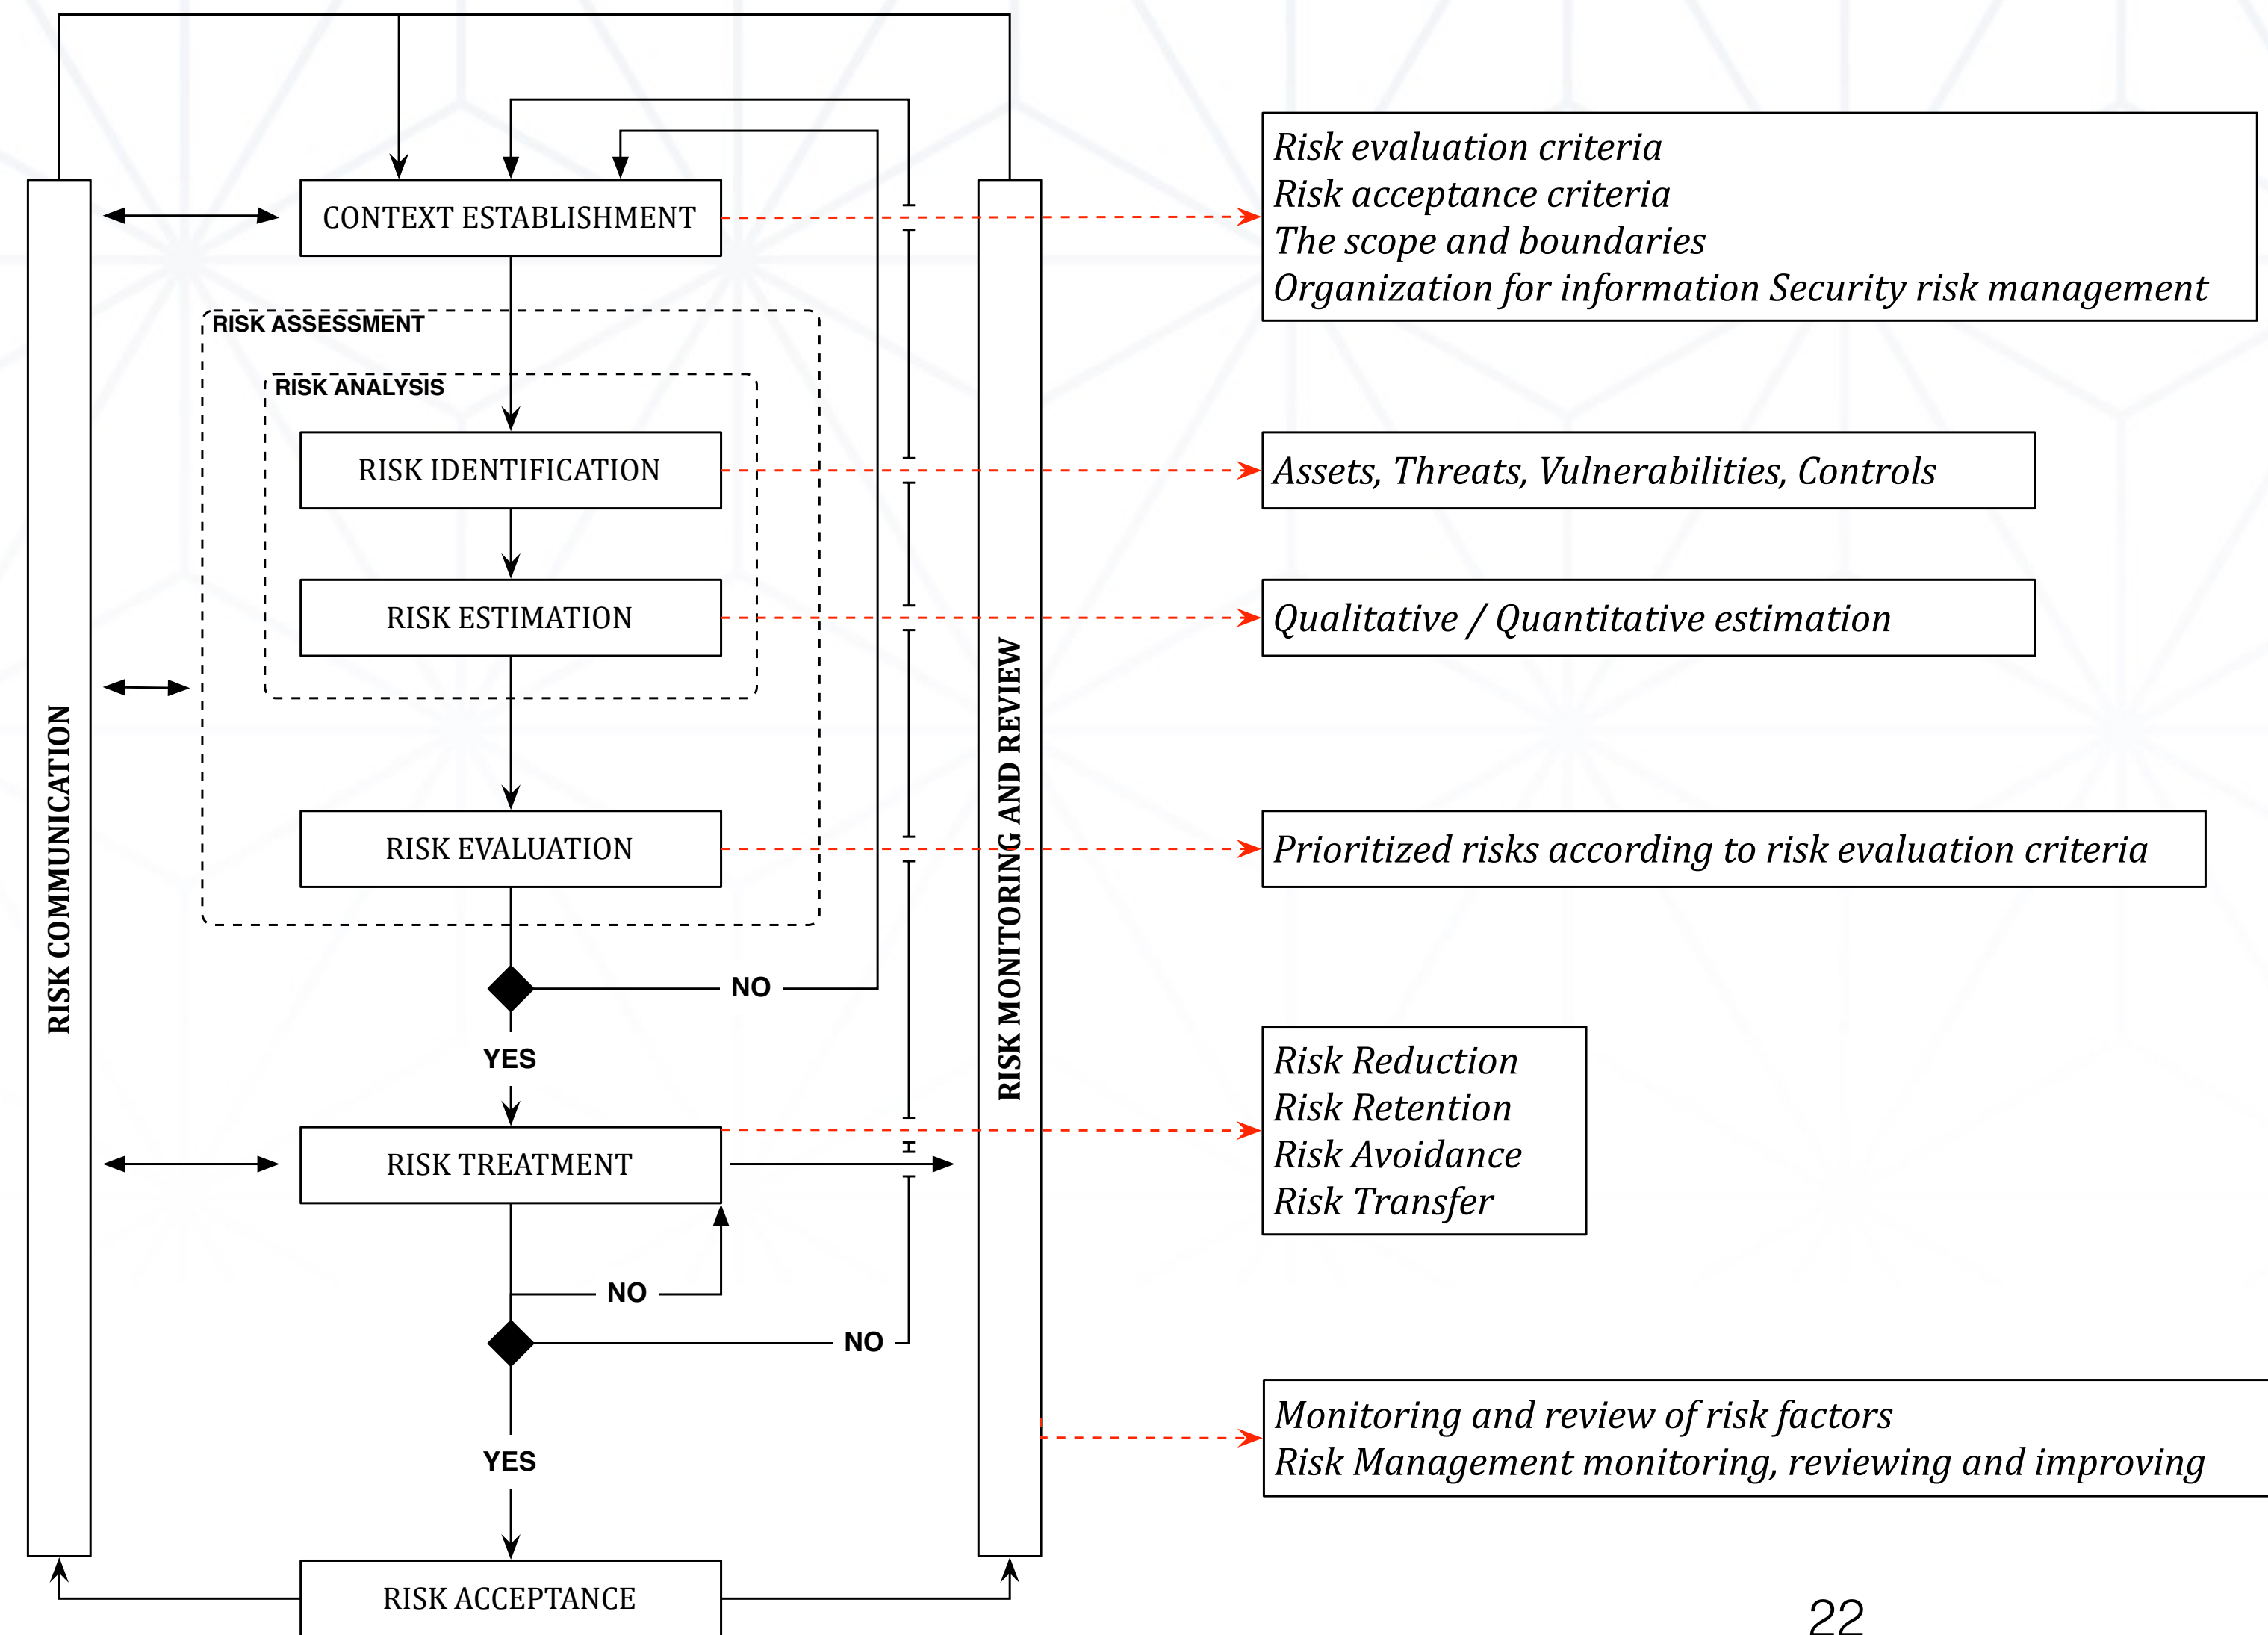 CONTEXT ESTABLISHMENT
Risk evaluation criteria
Risk acceptance criteria
The scope and boundaries
Organization for information Security risk management
RISK ASSESSMENT
RISK ANALYSIS
RISK IDENTIFICATION
Assets, Threats, Vulnerabilities, Controls
RISK ESTIMATION
Qualitative / Quantitative estimation
RISK COMMUNICATION
RISK MONITORING AND REVIEW
RISK EVALUATION
Prioritized risks according to risk evaluation criteria
NO
YES
RISK TREATMENT
Risk Reduction
Risk Retention
Risk Avoidance
Risk Transfer
NO
NO
YES
Monitoring and review of risk factors
Risk Management monitoring, reviewing and improving
RISK ACCEPTANCE
22